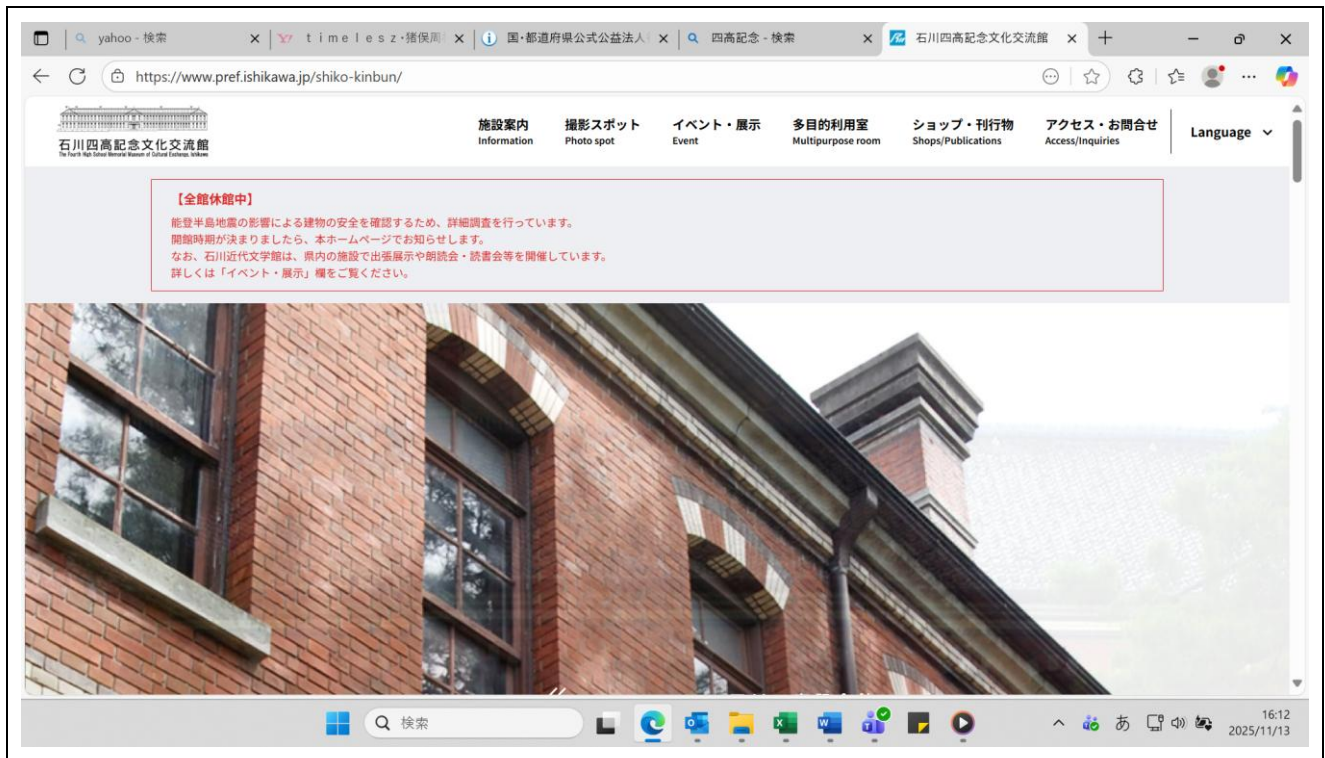 yahoo - 検索
ｔｉｍｅｌｅｓｚ・猪俣周
国・都道府県公式公益法人
四高記念 - 検索
石川四高記念文化交流館
https://www.pref.ishikawa.jp/shiko-kinbun/
石川四高記念文化交流館
The Fourth High School Memorial Museum of Cultural Exchange, Ishikawa
施設案内
Information
撮影スポット
Photo spot
イベント・展示
Event
多目的利用室
Multipurpose room
ショップ・刊行物
Shops/Publications
アクセス・お問合せ
Access/Inquiries
Language
【全館休館中】
能登半島地震の影響による建物の安全を確認するため、詳細調査を行っています。
開館時期が決まりましたら、本ホームページでお知らせします。
なお、石川近代文学館は、県内の施設で出張展示や朗読会・読書会等を開催しています。
詳しくは「イベント・展示」欄をご覧ください。
検索
あ
16:12
2025/11/13